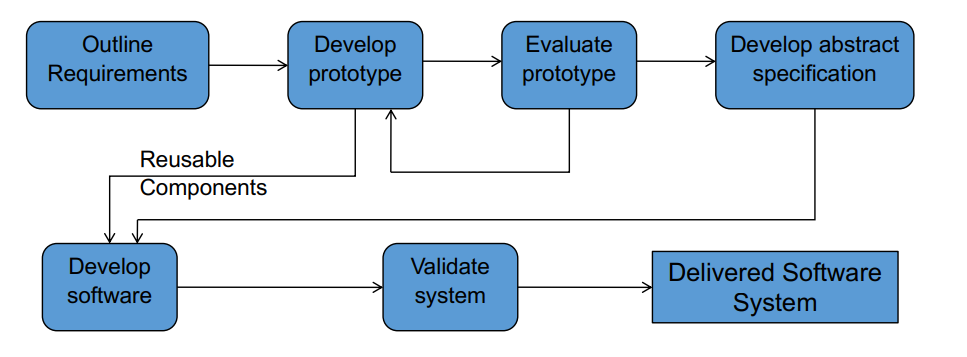 Outline
Requirements
Develop
prototype
Evaluate
prototype
Develop abstract
specification
Reusable
Components
Develop
software
Validate
system
Delivered Software
System